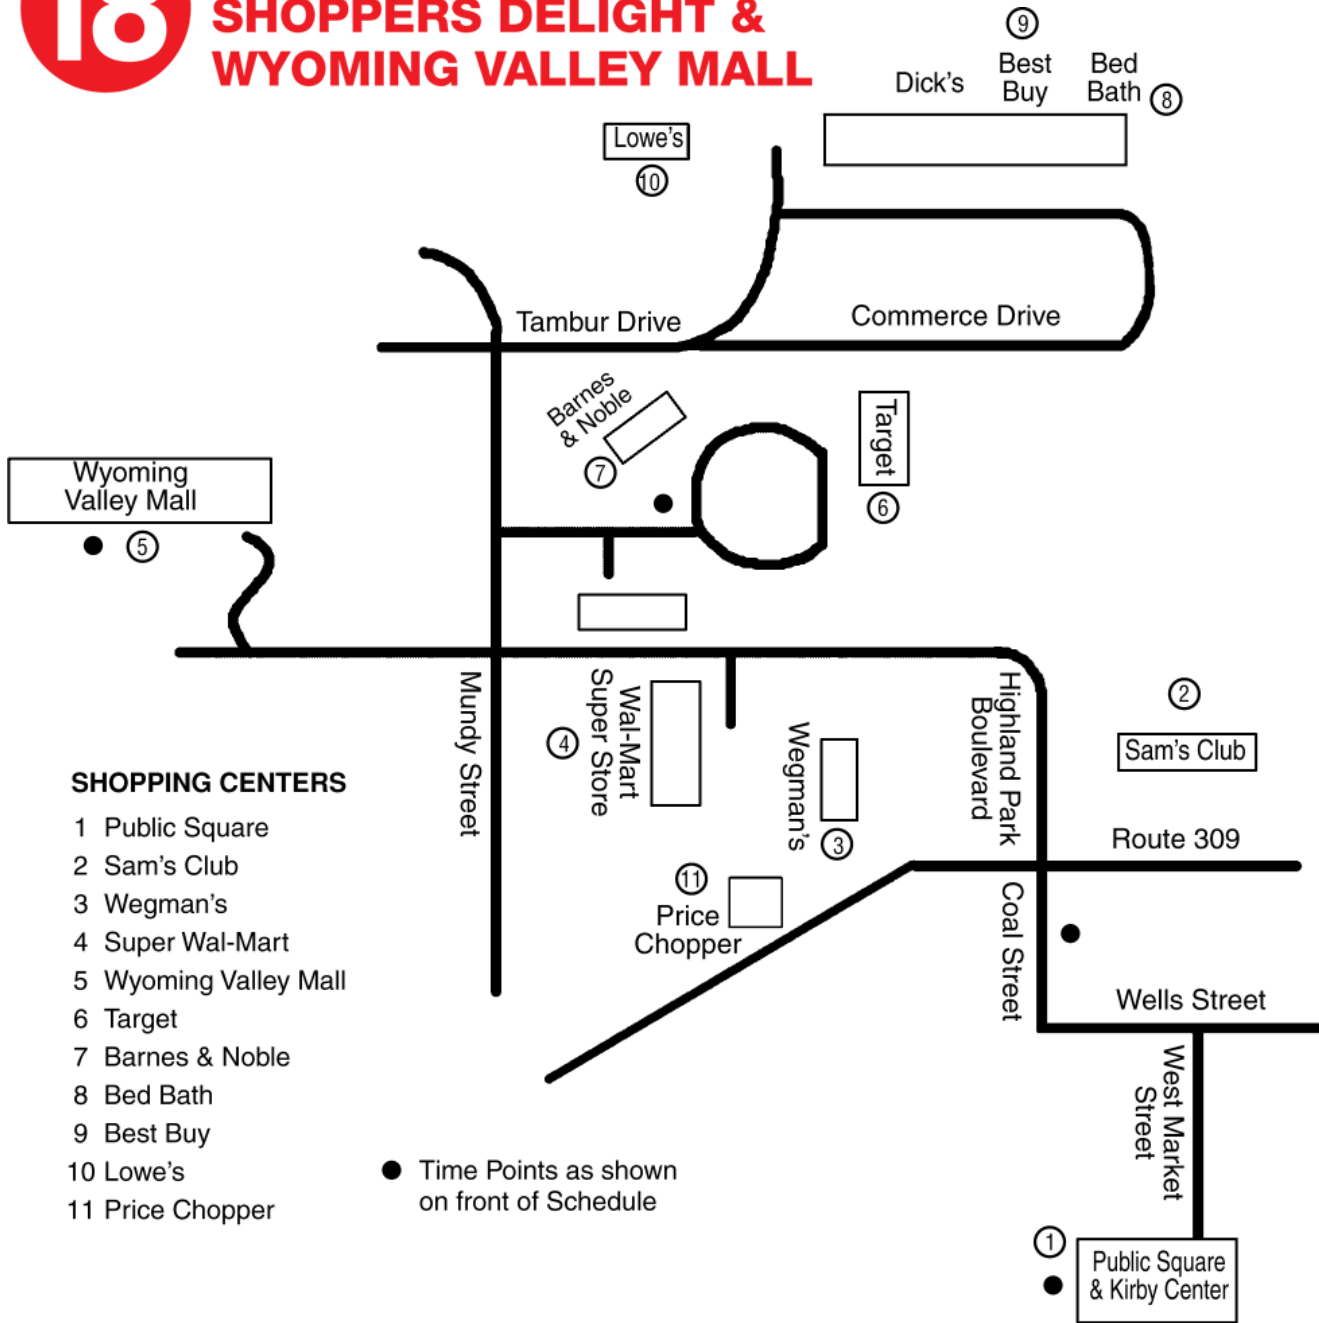 18
SHOPPERS DELIGHT &
WYOMING VALLEY MALL
9
Dick's
Best
Buy
Bed
Bath
8
Lowe's
10
Tambur Drive
Commerce Drive
Barnes
& Noble
7
Target
6
Wyoming
Valley Mall
5
Mundy Street
Wal-Mart
Super Store
4
Wegman's
3
Highland Park
Boulevard
2
Sam's Club
Route 309
11
Price
Chopper
Coal Street
Wells Street
West Market
Street
1
Public Square
& Kirby Center
SHOPPING CENTERS
1 Public Square
2 Sam's Club
3 Wegman's
4 Super Wal-Mart
5 Wyoming Valley Mall
6 Target
7 Barnes & Noble
8 Bed Bath
9 Best Buy
10 Lowe's
11 Price Chopper
Time Points as shown
on front of Schedule